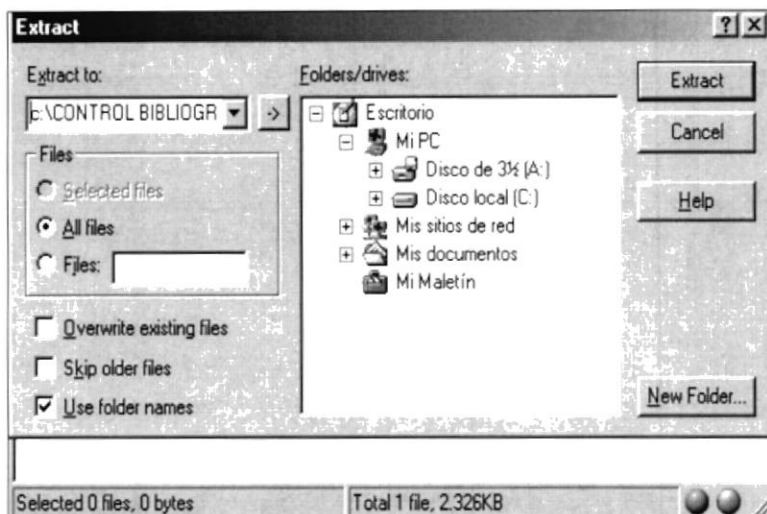 Extract
Extract to:
c:\CONTROL BIBLIOGR
->
Files
Selected files
All files
Files:
Overwrite existing files
Skip older files
Use folder names
Folders/drives:
Escritorio
Mi PC
Disco de 3½ (A:)
Disco local (C:)
Mis sitios de red
Mis documentos
Mi Maletín
Extract
Cancel
Help
New Folder...
Selected 0 files, 0 bytes
Total 1 file, 2.326KB